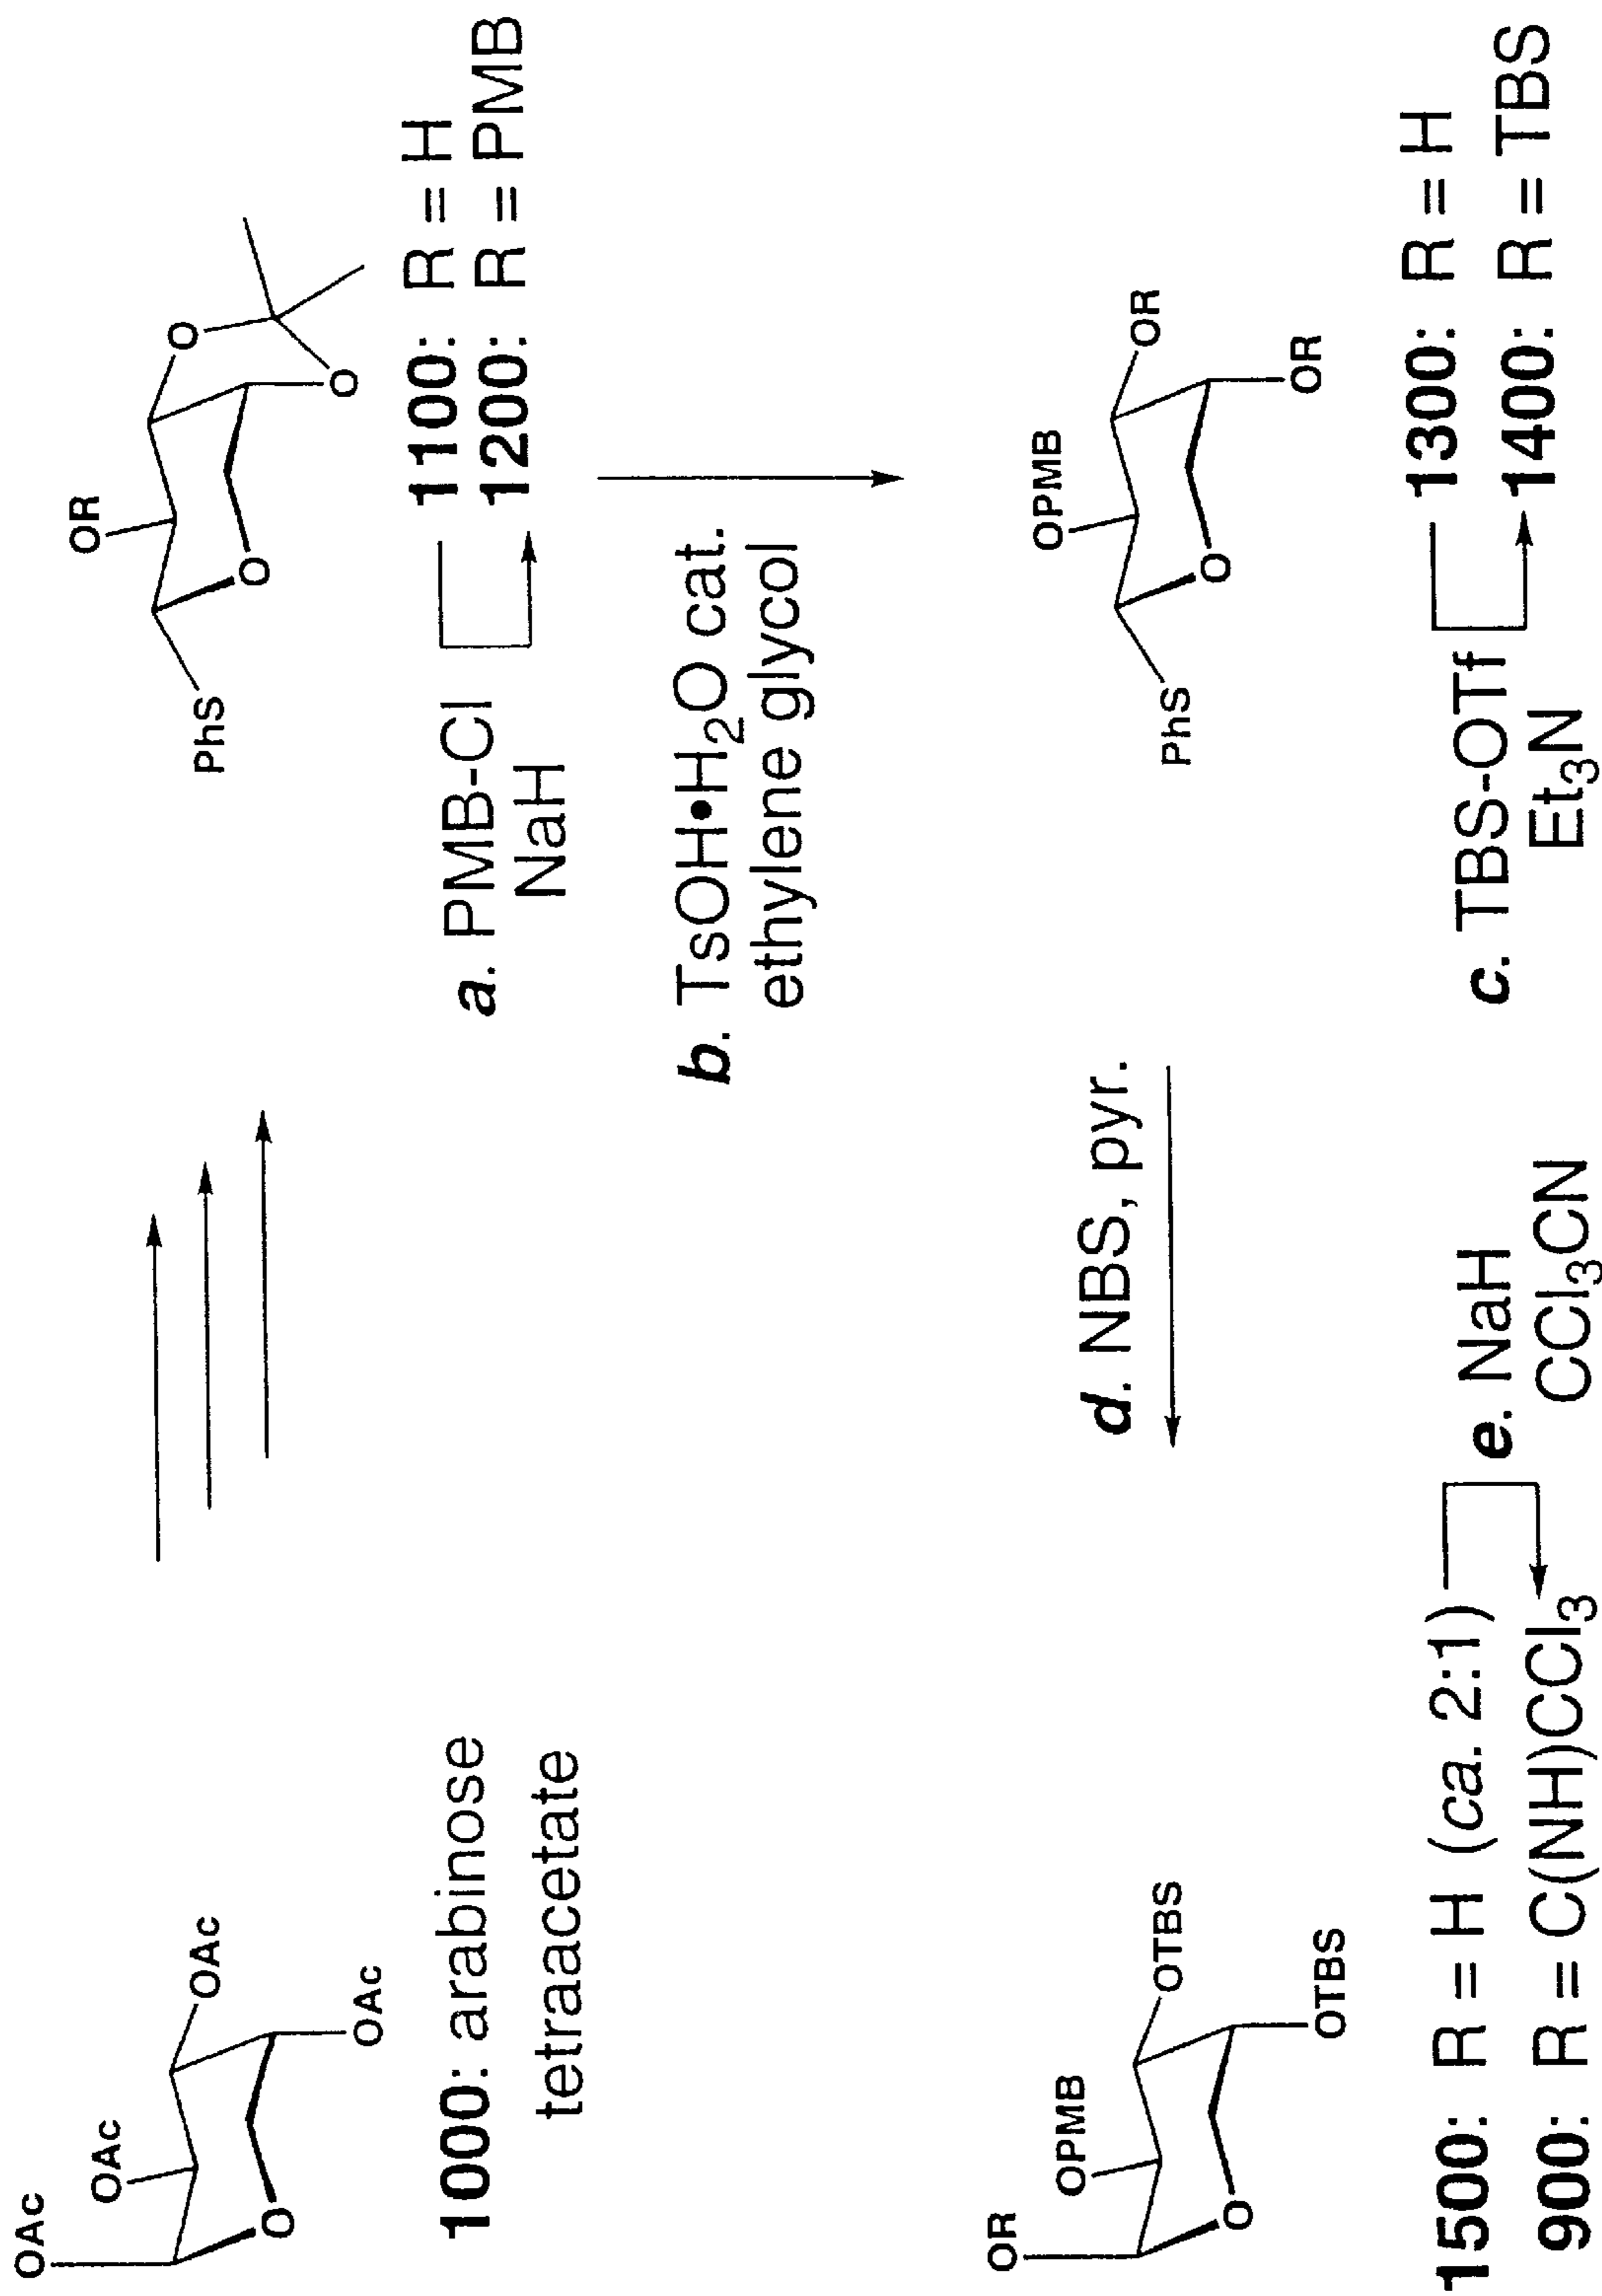 OAc
OAc
OAc
OAc
O
1000: arabinose
tetraacetate
OR
O
O
O
PhS
1100: R = H
1200: R = PMB
a. PMB-Cl
NaH
b. TsOH•H2O cat.
ethylene glycol
OPMB
OR
OR
O
PhS
1300: R = H
1400: R = TBS
c. TBS-OTf
Et3N
d. NBS, pyr.
OR
OPMB
OTBS
OTBS
O
1500: R = H (ca. 2:1)
900: R = C(NH)CCl3
e. NaH
CCl3CN